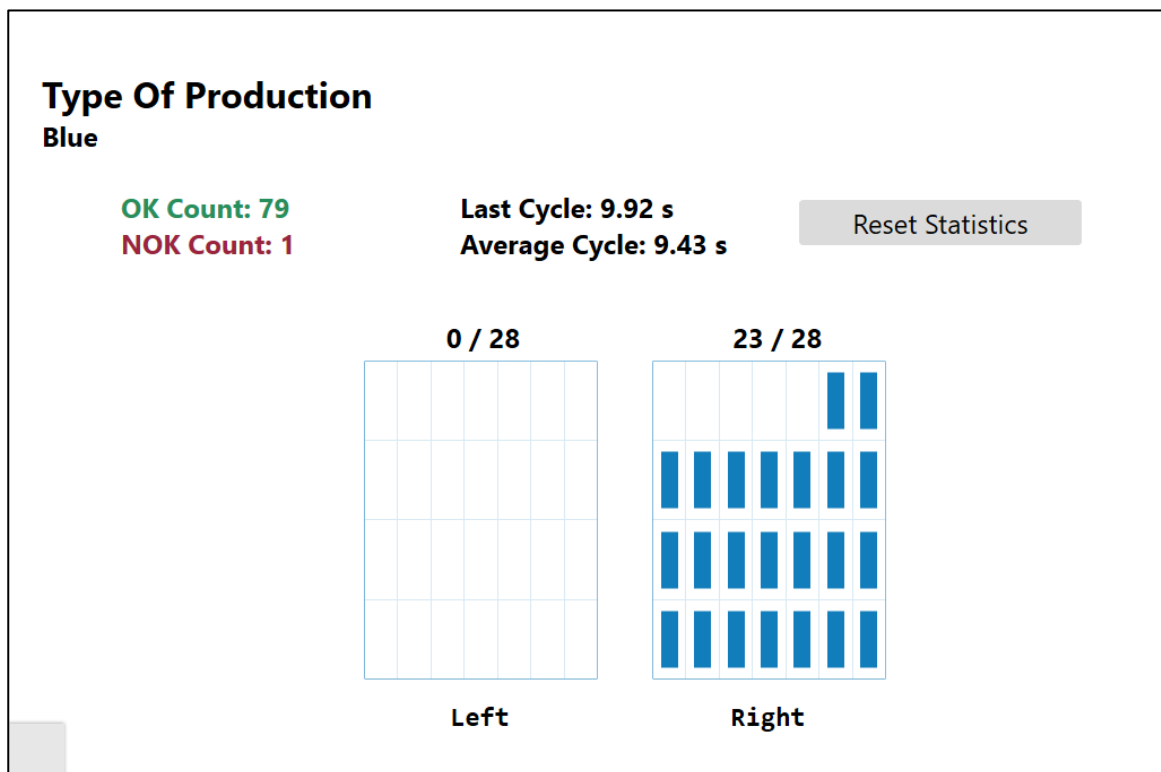 Type Of Production
Blue
OK Count: 79
NOK Count: 1
Last Cycle: 9.92 s
Average Cycle: 9.43 s
Reset Statistics
0 / 28
23 / 28
Left
Right